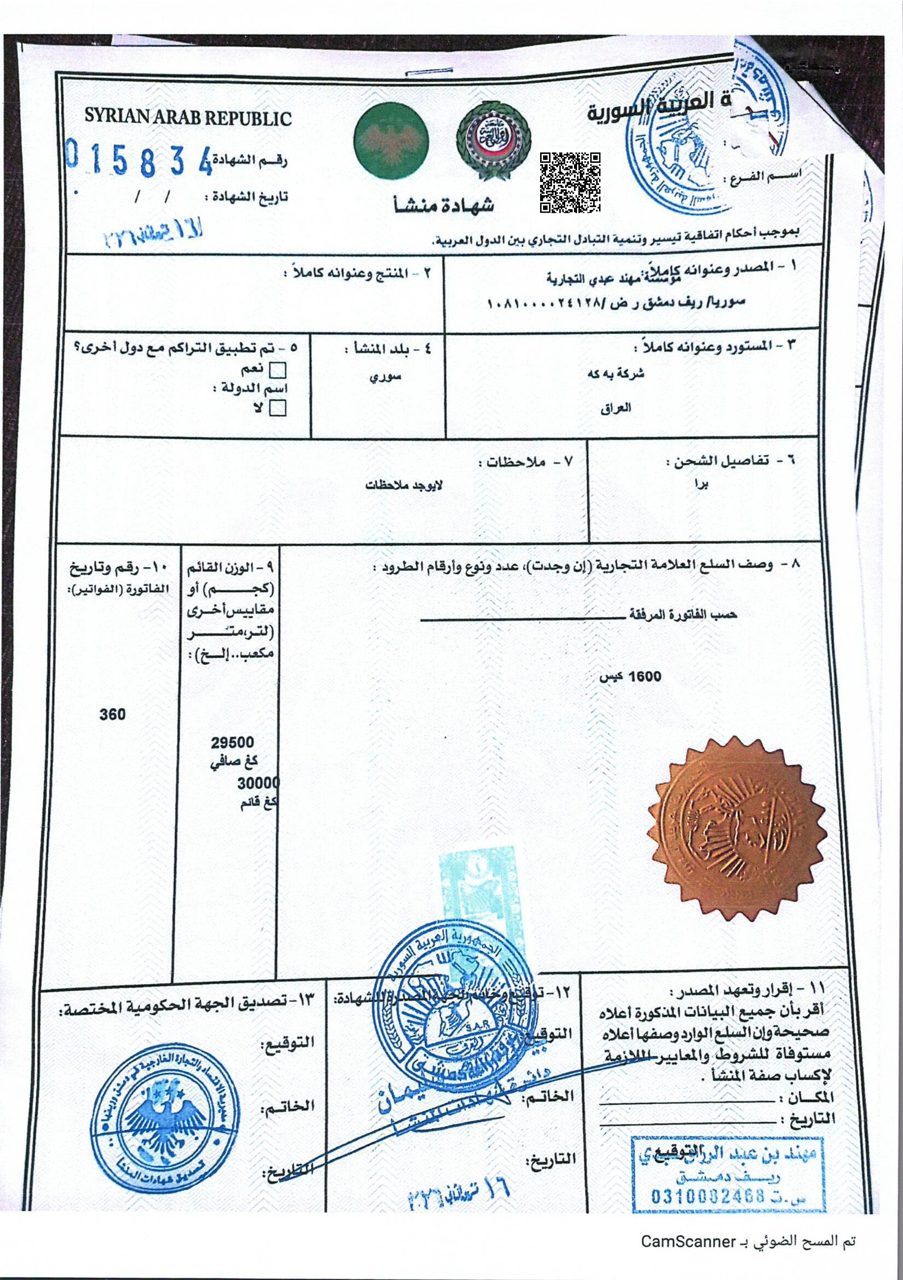 SYRIAN ARAB REPUBLIC
العربية السورية
رقم الشهادة
015834
اسم الفرع :
تاريخ الشهادة : / /
شهادة منشأ
بموجب أحكام اتفاقية تيسير وتنمية التبادل التجاري بين الدول العربية.
١ - المصدر وعنوانه كاملاً:
مؤسسة مهند عبدي التجارية
سوريا/ ريف دمشق ر ض /١٠٨١٠٠٠٠٢٤١٢٨
٢ - المنتج وعنوانه كاملاً :
٣ - المستورد وعنوانه كاملاً :
شركة به كه
العراق
٤ - بلد المنشأ :
سوري
٥ - تم تطبيق التراكم مع دول أخرى؟
نعم
اسم الدولة :
لا
٦ - تفاصيل الشحن :
برا
٧ - ملاحظات :
لايوجد ملاحظات
٨ - وصف السلع العلامة التجارية (إن وجدت)، عدد ونوع وأرقام الطرود :
حسب الفاتورة المرفقة
1600 كيس
٩ - الوزن القائم
(كجم) أو
مقاييس أخرى
(لتر،متر
مكعب..إلخ) :
29500
كغ صافي
30000
كغ قائم
١٠- رقم وتاريخ
الفاتورة (الفواتير):
360
١١ - إقرار وتعهد المصدر :
أقر بأن جميع البيانات المذكورة أعلاه
صحيحة وإن السلع الوارد وصفها أعلاه
مستوفاة للشروط والمعايير اللازمة
لإكساب صفة المنشأ .
المكان :
التاريخ :
التوقيع
مهند بن عبد الرزاق عبدي
ريف دمشق
س.ت 0310082468
١٢- توقيع وخاتم الجهة المصدرة للشهادة:
التوقيع:
الخاتم:
التاريخ:
الجمهورية العربية السورية
S.A.R
١٣- تصديق الجهة الحكومية المختصة:
التوقيع:
الخاتم:
التاريخ:
تصديق شهادات المنشأ
تم المسح الضوئي بـ CamScanner